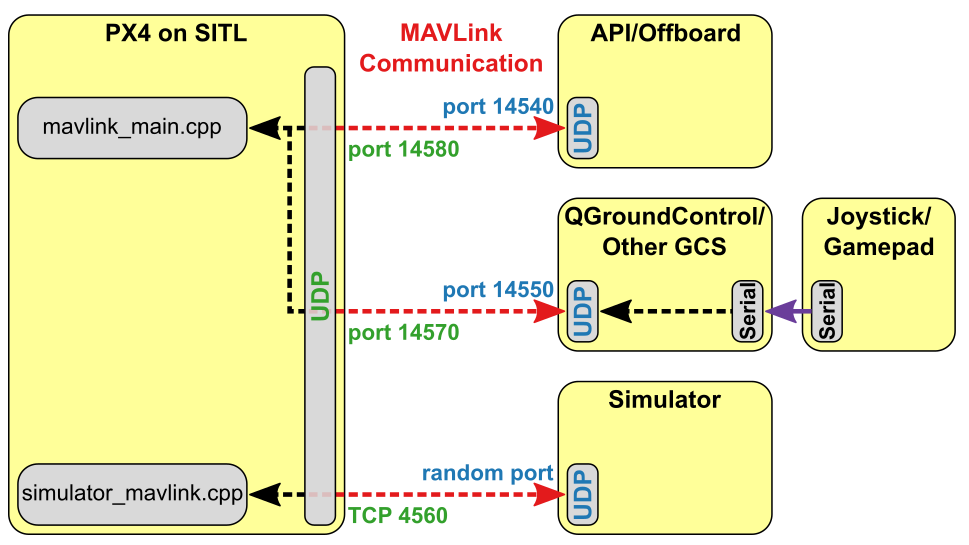 PX4 on SITL
MAVLink
Communication
API/Offboard
mavlink_main.cpp
port 14540
port 14580
UDP
QGroundControl/
Other GCS
Joystick/
Gamepad
UDP
port 14550
port 14570
UDP
Serial
Serial
Simulator
simulator_mavlink.cpp
random port
TCP 4560
UDP